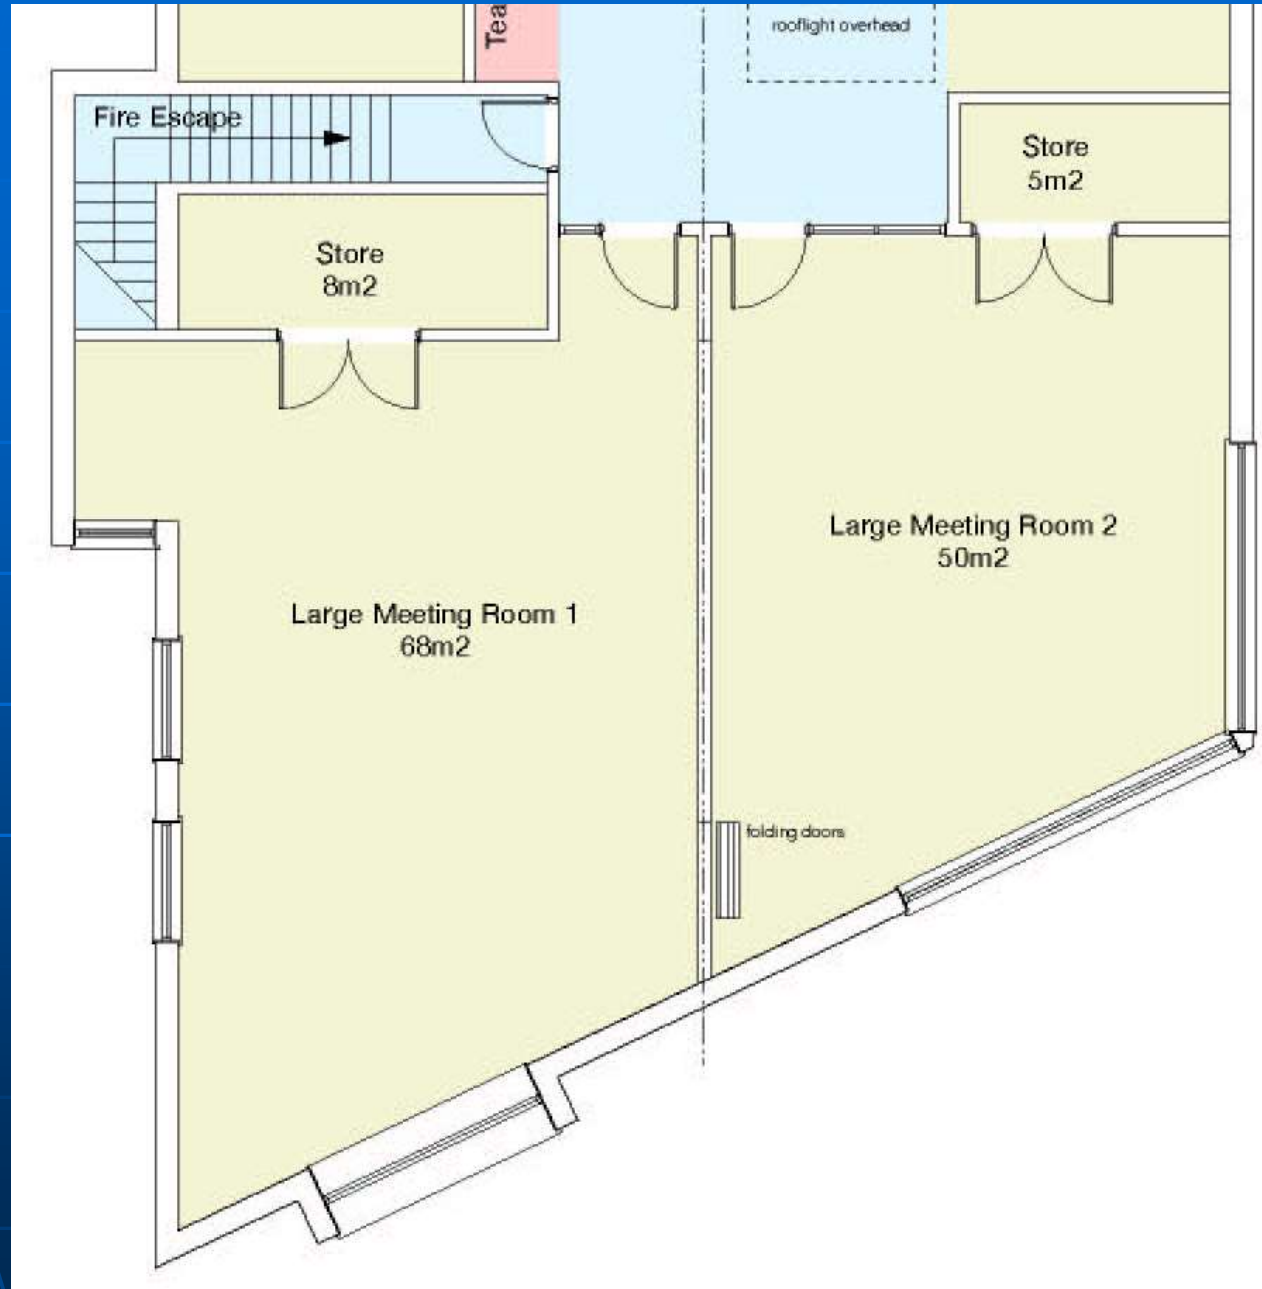 Tea
rooflight overhead
Fire Escape
Store
5m2
Store
8m2
Large Meeting Room 2
50m2
Large Meeting Room 1
68m2
folding doors